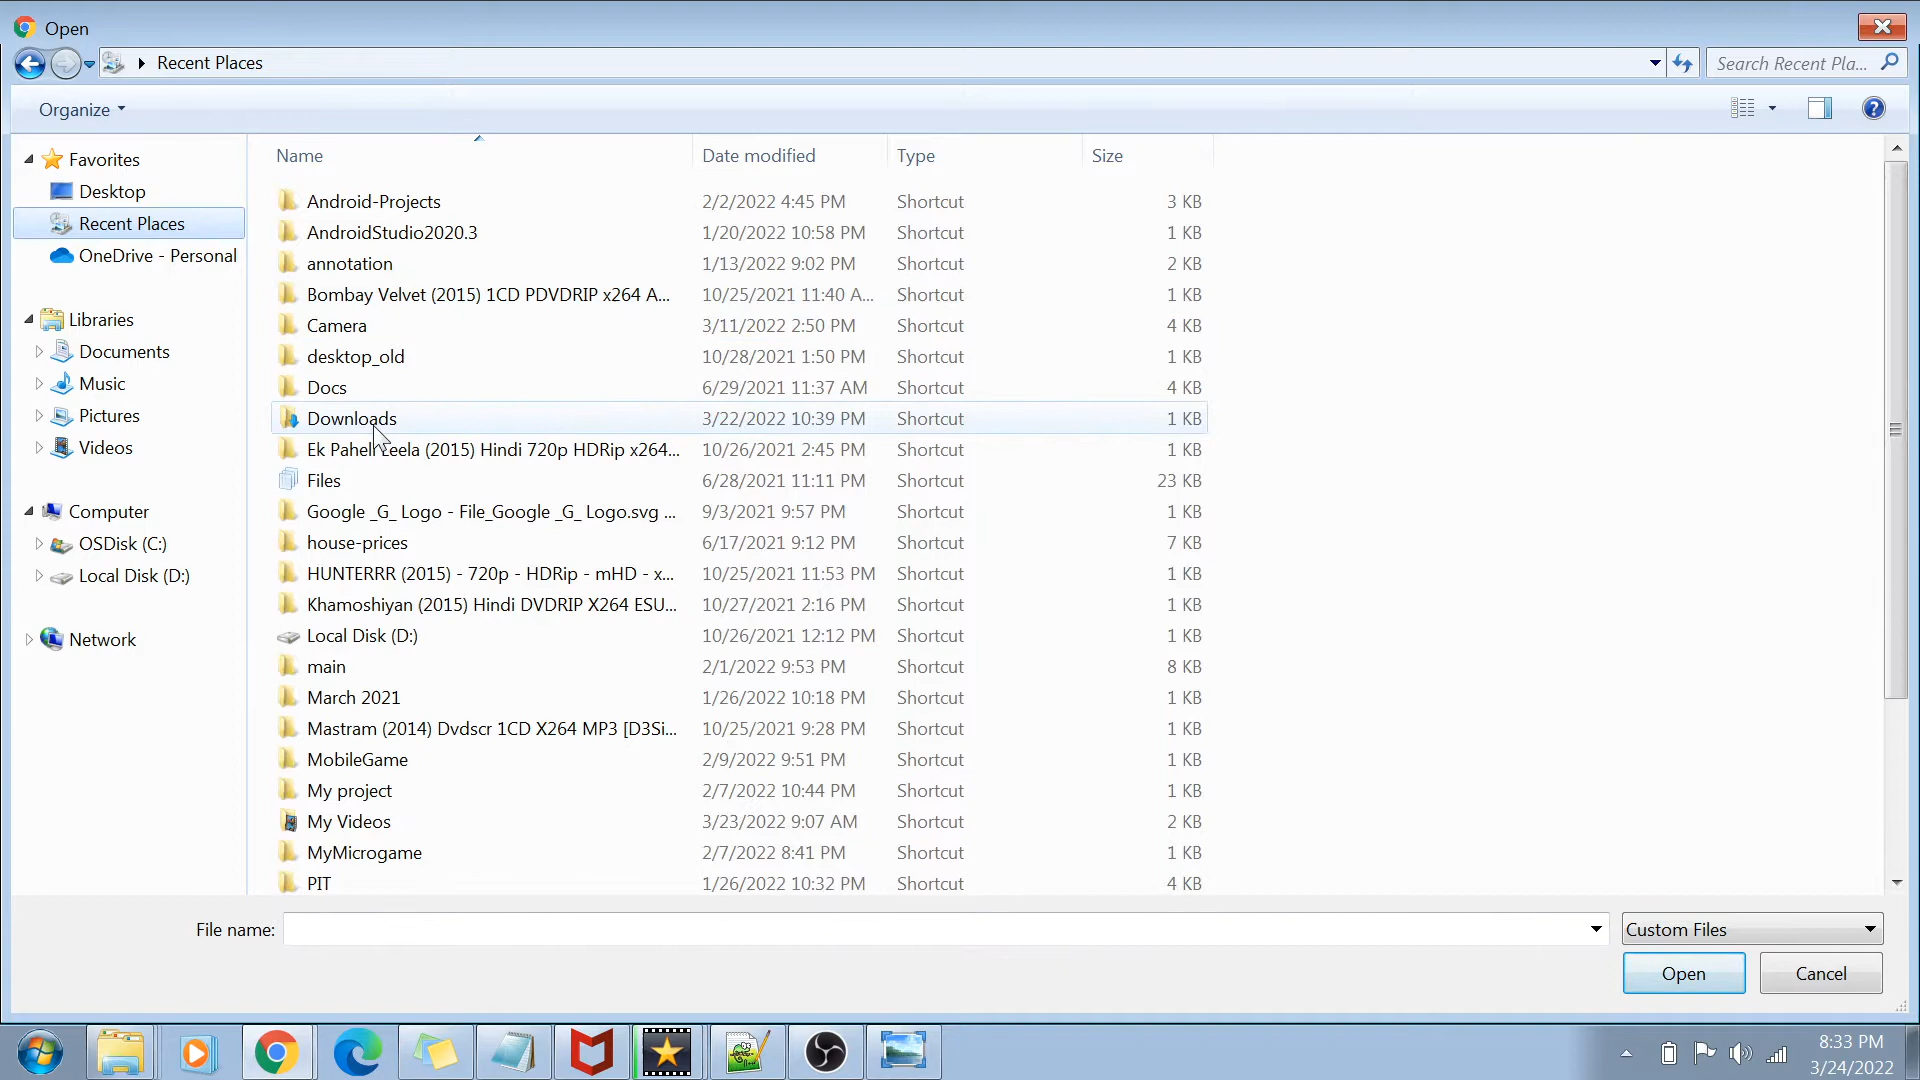 Open
Recent Places
Search Recent Pla...
Organize
Favorites
Desktop
Recent Places
OneDrive - Personal
Libraries
Documents
Music
Pictures
Videos
Computer
OSDisk (C:)
Local Disk (D:)
Network
Name Date modified Type Size
Android-Projects 2/2/2022 4:45 PM Shortcut 3 KB
AndroidStudio2020.3 1/20/2022 10:58 PM Shortcut 1 KB
annotation 1/13/2022 9:02 PM Shortcut 2 KB
Bombay Velvet (2015) 1CD PDVDRIP x264 A... 10/25/2021 11:40 A... Shortcut 1 KB
Camera 3/11/2022 2:50 PM Shortcut 4 KB
desktop_old 10/28/2021 1:50 PM Shortcut 1 KB
Docs 6/29/2021 11:37 AM Shortcut 4 KB
Downloads 3/22/2022 10:39 PM Shortcut 1 KB
Ek Paheli Leela (2015) Hindi 720p HDRip x264... 10/26/2021 2:45 PM Shortcut 1 KB
Files 6/28/2021 11:11 PM Shortcut 23 KB
Google _G_ Logo - File_Google _G_ Logo.svg ... 9/3/2021 9:57 PM Shortcut 1 KB
house-prices 6/17/2021 9:12 PM Shortcut 7 KB
HUNTERRR (2015) - 720p - HDRip - mHD - x... 10/25/2021 11:53 PM Shortcut 1 KB
Khamoshiyan (2015) Hindi DVDRIP X264 ESU... 10/27/2021 2:16 PM Shortcut 1 KB
Local Disk (D:) 10/26/2021 12:12 PM Shortcut 1 KB
main 2/1/2022 9:53 PM Shortcut 8 KB
March 2021 1/26/2022 10:18 PM Shortcut 1 KB
Mastram (2014) Dvdscr 1CD X264 MP3 [D3Si... 10/25/2021 9:28 PM Shortcut 1 KB
MobileGame 2/9/2022 9:51 PM Shortcut 1 KB
My project 2/7/2022 10:44 PM Shortcut 1 KB
My Videos 3/23/2022 9:07 AM Shortcut 2 KB
MyMicrogame 2/7/2022 8:41 PM Shortcut 1 KB
PIT 1/26/2022 10:32 PM Shortcut 4 KB
File name:
Custom Files
Open Cancel
8:33 PM
3/24/2022